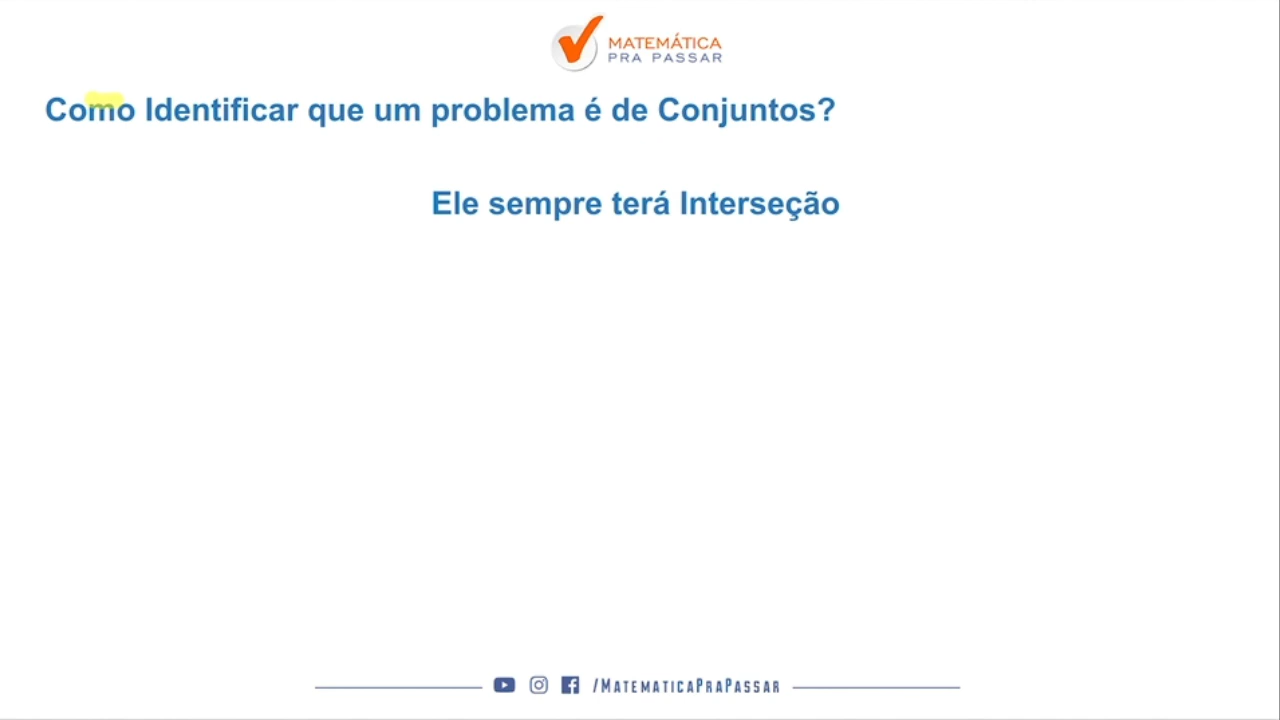 MATEMÁTICA
PRA PASSAR
Como Identificar que um problema é de Conjuntos?
Ele sempre terá Interseção
/MATEMATICAPRAPASSAR